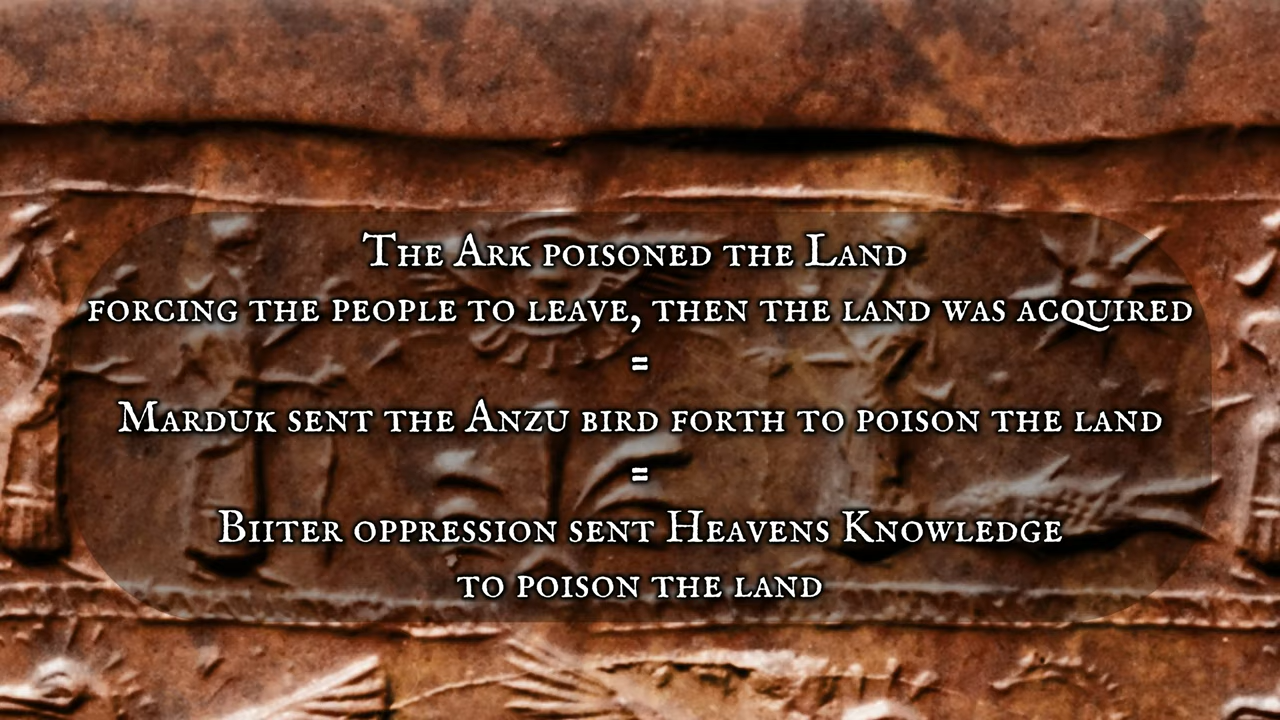 The Ark poisoned the Land
forcing the people to leave, then the land was acquired
=
Marduk sent the Anzu bird forth to poison the land
=
Biiter oppression sent Heavens Knowledge
to poison the land